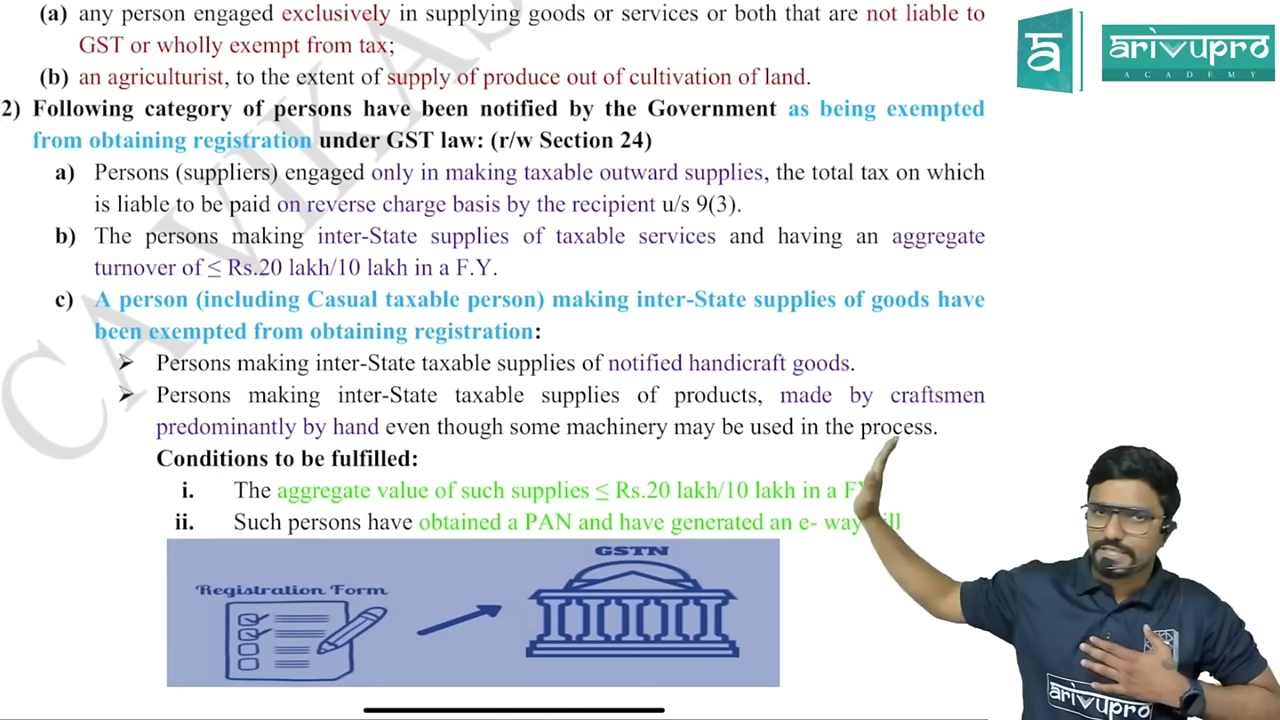 (a) any person engaged exclusively in supplying goods or services or both that are not liable to
GST or wholly exempt from tax;
(b) an agriculturist, to the extent of supply of produce out of cultivation of land.
2) Following category of persons have been notified by the Government as being exempted
from obtaining registration under GST law: (r/w Section 24)
a) Persons (suppliers) engaged only in making taxable outward supplies, the total tax on which
is liable to be paid on reverse charge basis by the recipient u/s 9(3).
b) The persons making inter-State supplies of taxable services and having an aggregate
turnover of ≤ Rs.20 lakh/10 lakh in a F.Y.
c) A person (including Casual taxable person) making inter-State supplies of goods have
been exempted from obtaining registration:
➢ Persons making inter-State taxable supplies of notified handicraft goods.
➢ Persons making inter-State taxable supplies of products, made by craftsmen
predominantly by hand even though some machinery may be used in the process.
Conditions to be fulfilled:
i. The aggregate value of such supplies ≤ Rs.20 lakh/10 lakh in a
ii. Such persons have obtained a PAN and have generated an e- way
GSTN
Registration Form
arivupro
ACADEMY
arivupro
CA VIKAS